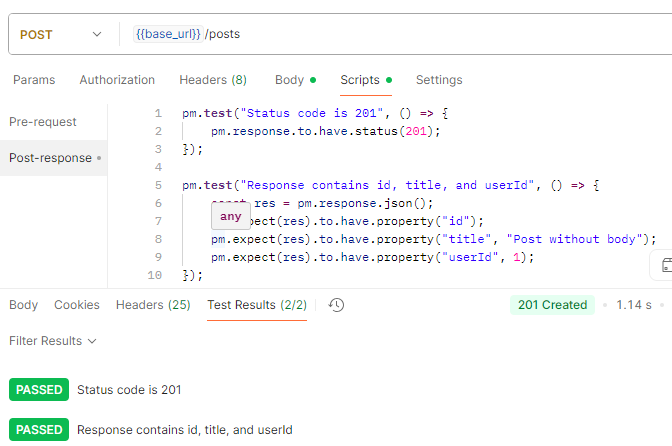 POST {{base_url}}/posts
Params Authorization Headers (8) Body Scripts Settings
Pre-request
Post-response
1 pm.test("Status code is 201", () => {
2 pm.response.to.have.status(201);
3 });
4
5 pm.test("Response contains id, title, and userId", () => {
6 res = pm.response.json();
any
7 (res).to.have.property("id");
8 pm.expect(res).to.have.property("title", "Post without body");
9 pm.expect(res).to.have.property("userId", 1);
10 });
Body Cookies Headers (25) Test Results (2/2) 201 Created 1.14 s
Filter Results
PASSED Status code is 201
PASSED Response contains id, title, and userId